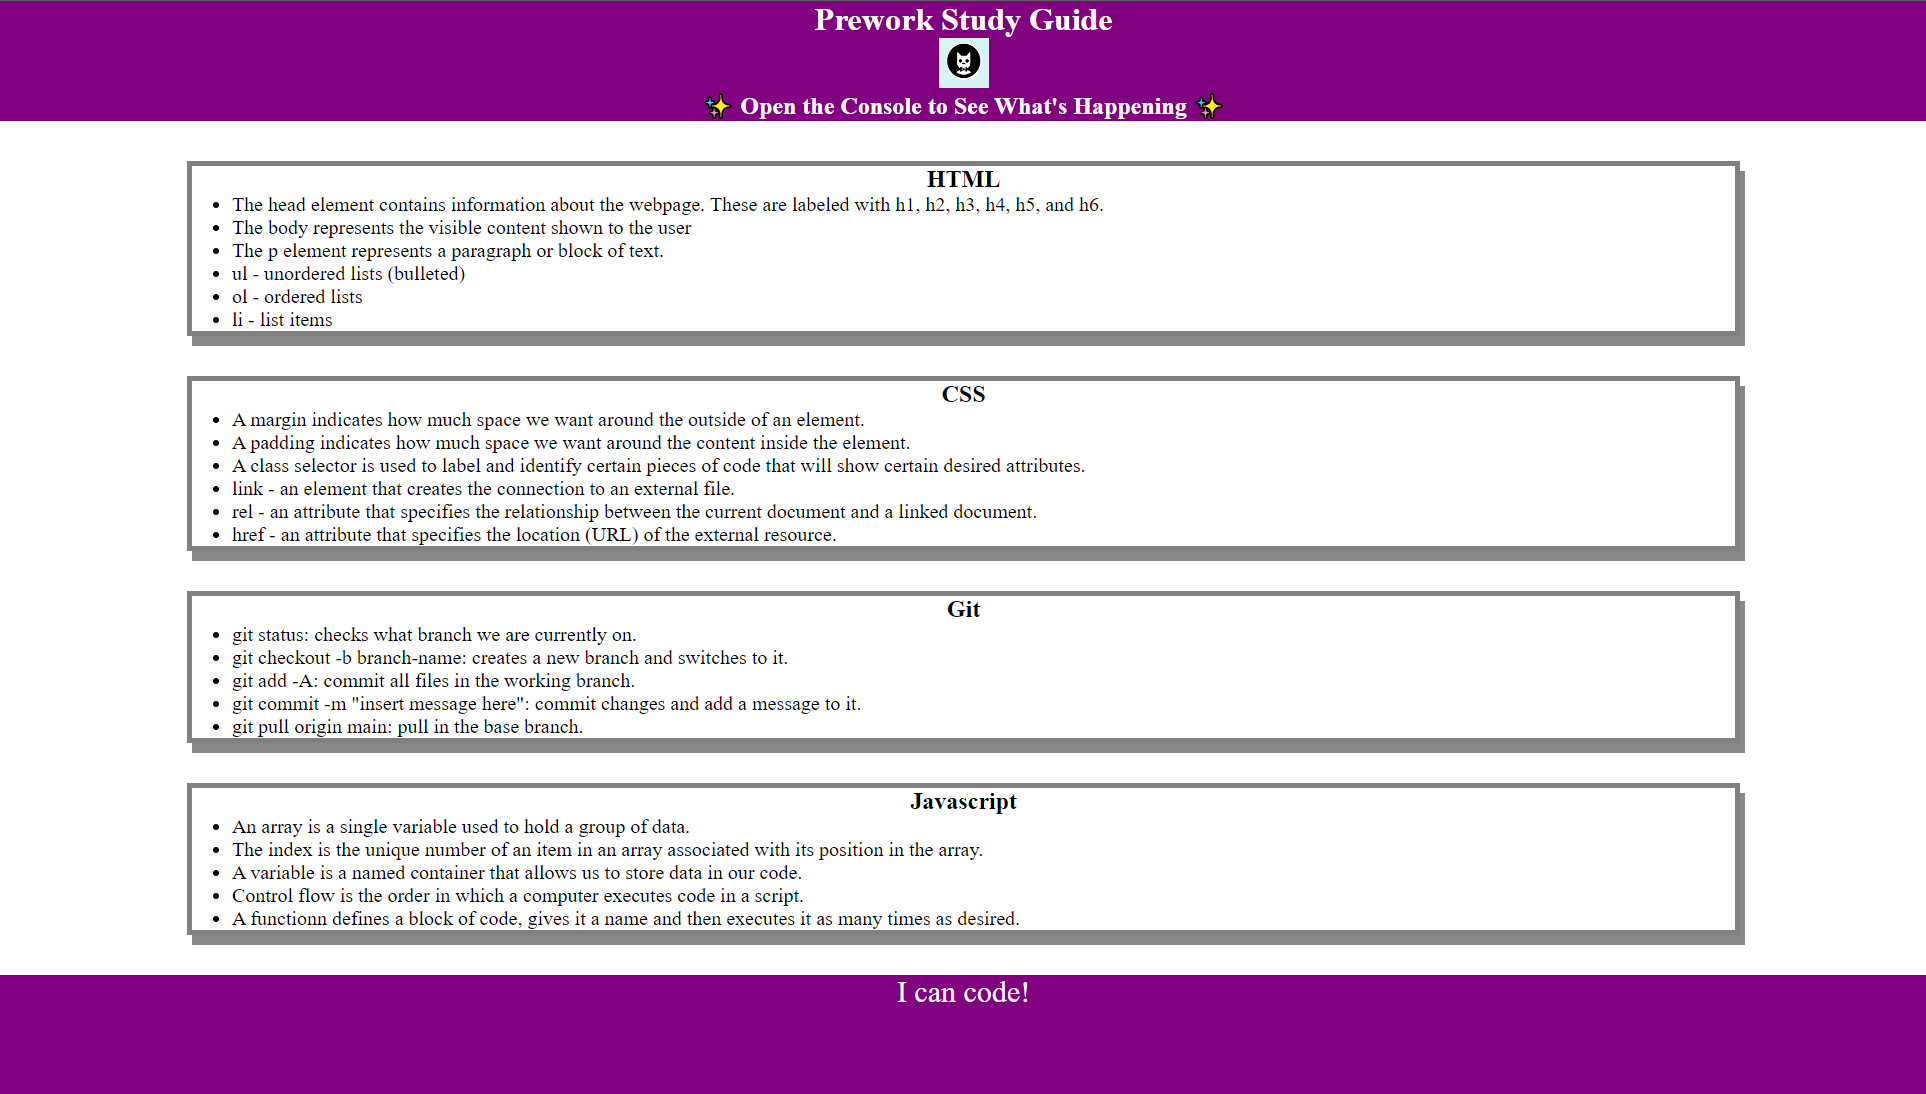 Prework Study Guide
✨ Open the Console to See What's Happening ✨
HTML
• The head element contains information about the webpage. These are labeled with h1, h2, h3, h4, h5, and h6.
• The body represents the visible content shown to the user
• The p element represents a paragraph or block of text.
• ul - unordered lists (bulleted)
• ol - ordered lists
• li - list items
CSS
• A margin indicates how much space we want around the outside of an element.
• A padding indicates how much space we want around the content inside the element.
• A class selector is used to label and identify certain pieces of code that will show certain desired attributes.
• link - an element that creates the connection to an external file.
• rel - an attribute that specifies the relationship between the current document and a linked document.
• href - an attribute that specifies the location (URL) of the external resource.
Git
• git status: checks what branch we are currently on.
• git checkout -b branch-name: creates a new branch and switches to it.
• git add -A: commit all files in the working branch.
• git commit -m "insert message here": commit changes and add a message to it.
• git pull origin main: pull in the base branch.
Javascript
• An array is a single variable used to hold a group of data.
• The index is the unique number of an item in an array associated with its position in the array.
• A variable is a named container that allows us to store data in our code.
• Control flow is the order in which a computer executes code in a script.
• A functionn defines a block of code, gives it a name and then executes it as many times as desired.
I can code!